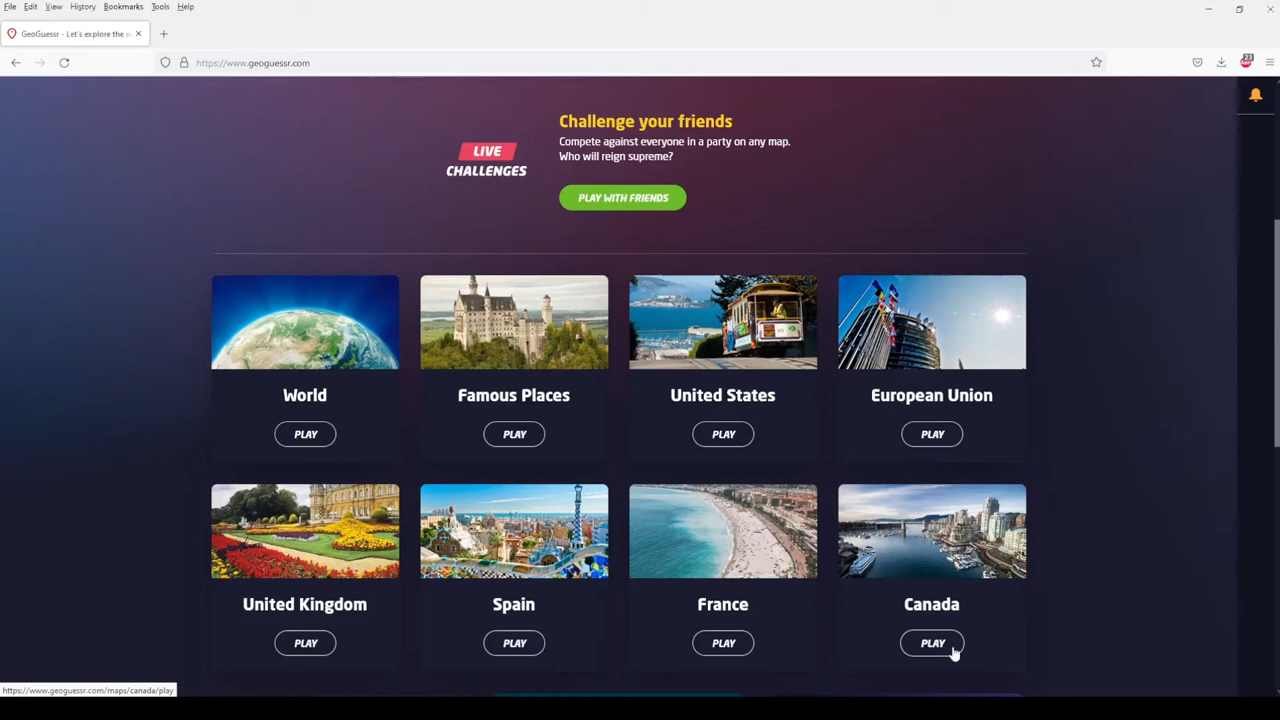 File Edit View History Bookmarks Tools Help
GeoGuessr - Let's explore the w
https://www.geoguessr.com
23
Challenge your friends
Compete against everyone in a party on any map.
Who will reign supreme?
LIVE
CHALLENGES
PLAY WITH FRIENDS
World Famous Places United States European Union
PLAY PLAY PLAY PLAY
United Kingdom Spain France Canada
PLAY PLAY PLAY PLAY
https://www.geoguessr.com/maps/canada/play